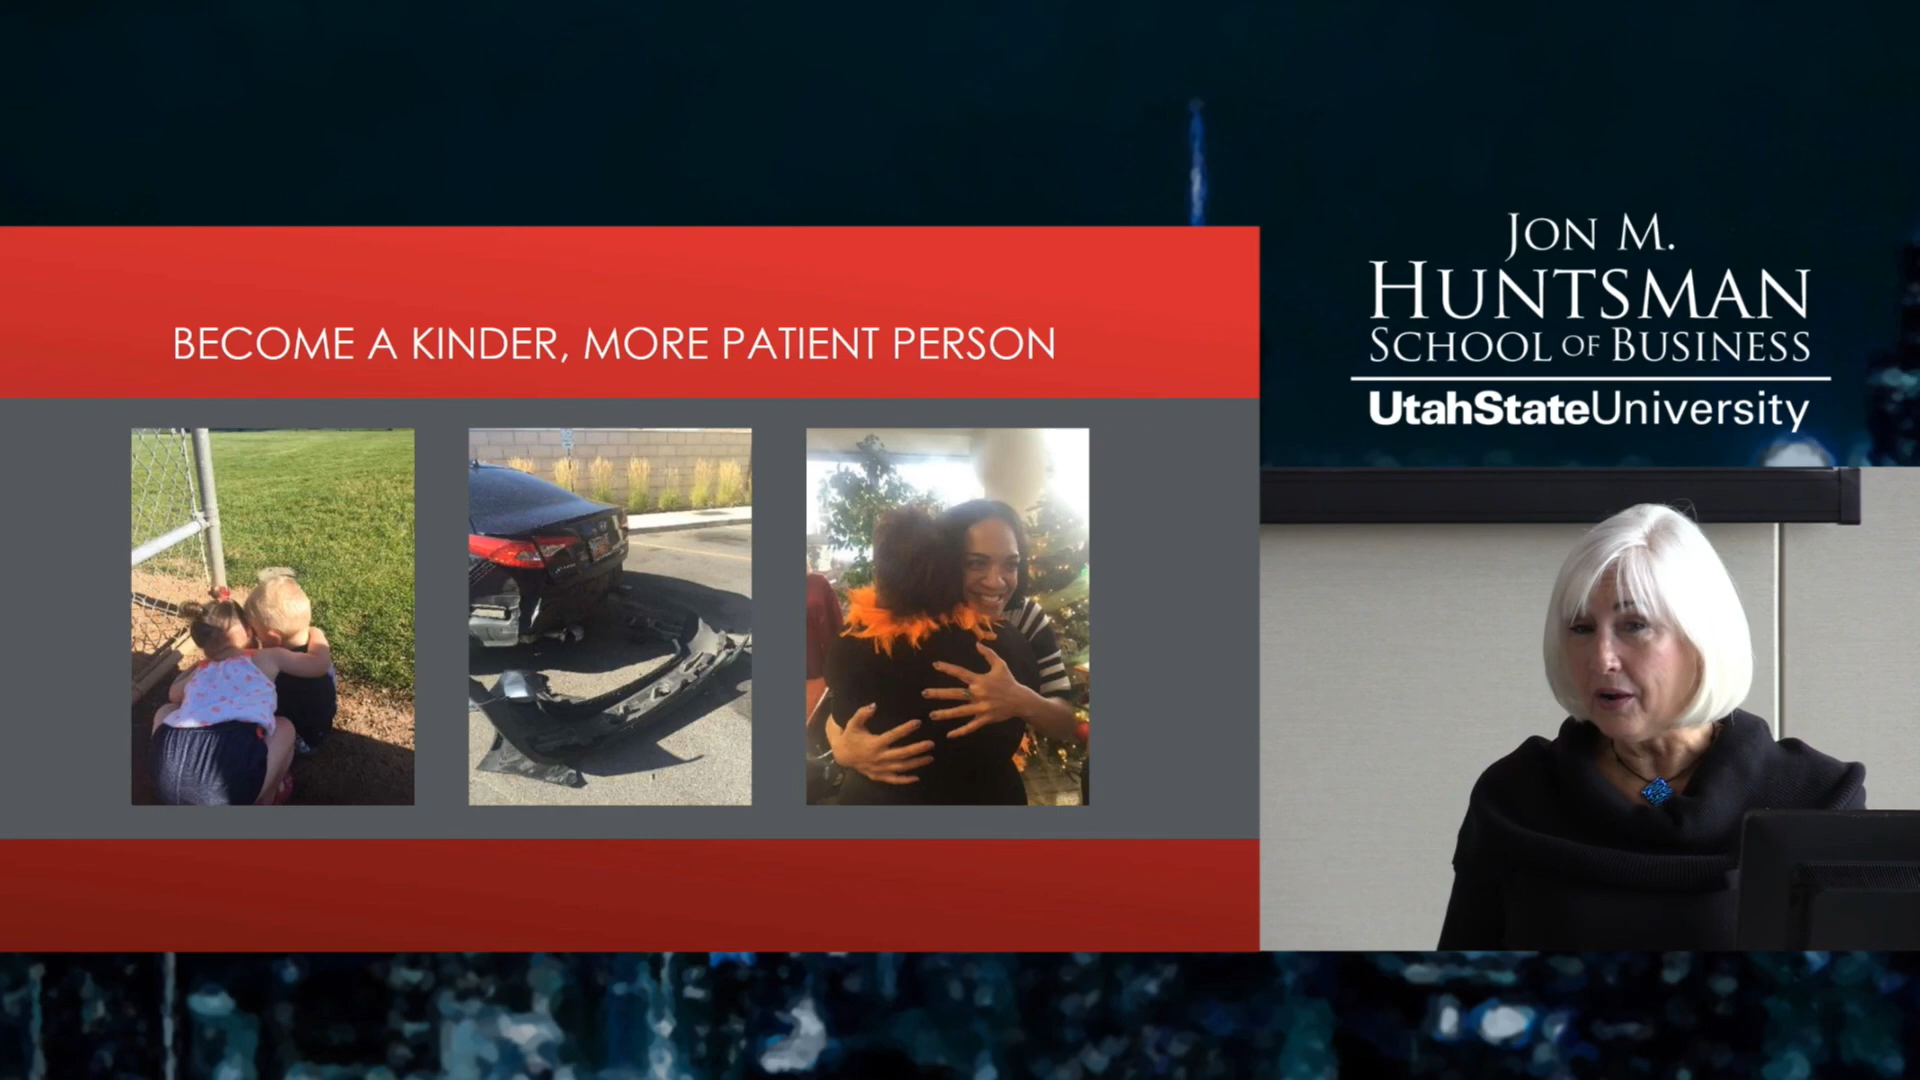 BECOME A KINDER, MORE PATIENT PERSON
JON M.
HUNTSMAN
SCHOOL OF BUSINESS
UtahStateUniversity